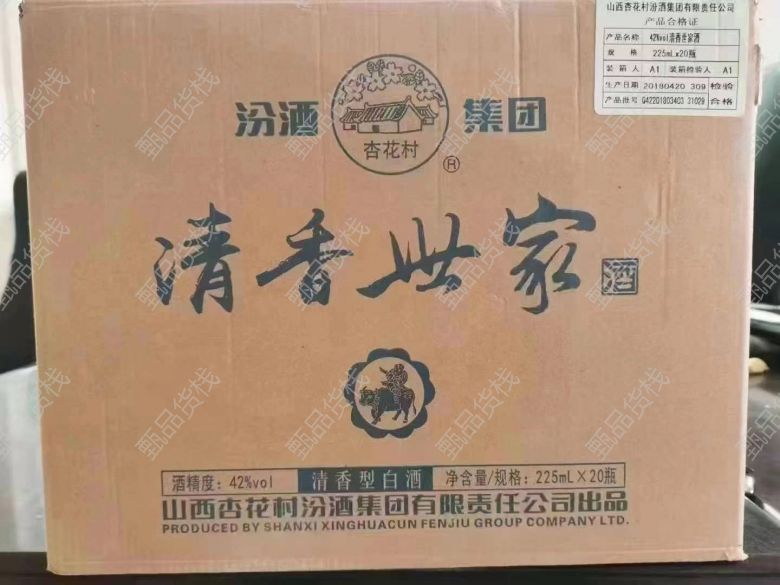 山西杏花村汾酒集团有限责任公司
产品合格证
产品名称 42%vol清香世家酒
规格 225mL×20瓶
装箱人 A1 装箱检验人 A1
生产日期 20180420 309 检验
产品批号 Q42201803403 31029 合格
汾酒 集团
杏花村
®
清香世家 酒
酒精度：42%vol 清香型白酒 净含量/规格：225mL×20瓶
山西杏花村汾酒集团有限责任公司出品
PRODUCED BY SHANXI XINGHUACUN FENJIU GROUP COMPANY LTD.
甄品货栈